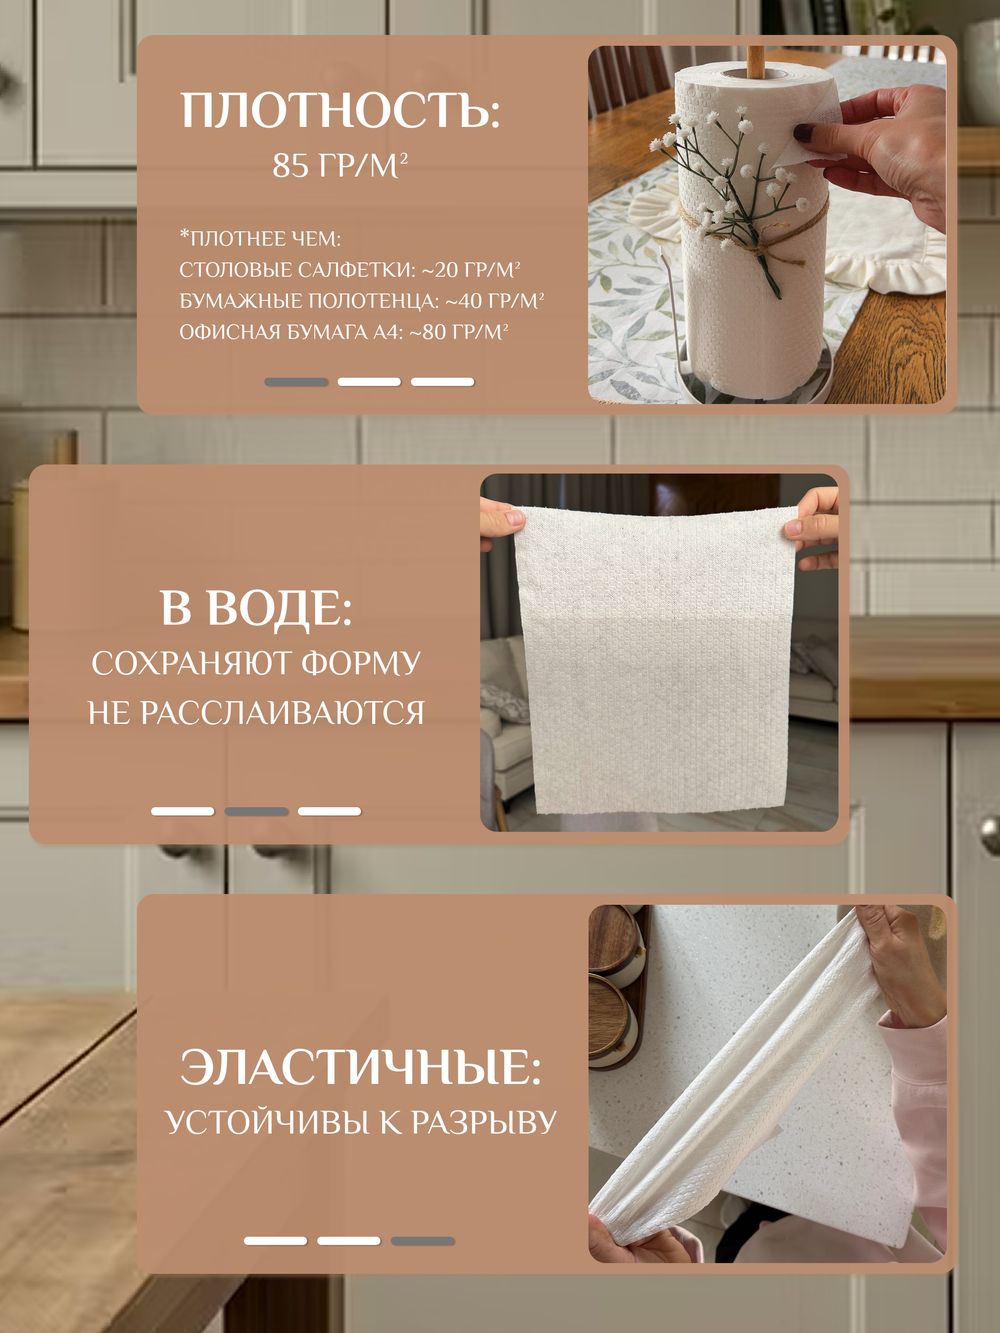 ПЛОТНОСТЬ:
85 ГР/М²
*ПЛОТНЕЕ ЧЕМ:
СТОЛОВЫЕ САЛФЕТКИ: ~20 ГР/М²
БУМАЖНЫЕ ПОЛОТЕНЦА: ~40 ГР/М²
ОФИСНАЯ БУМАГА А4: ~80 ГР/М²
В ВОДЕ:
СОХРАНЯЮТ ФОРМУ
НЕ РАССЛАИВАЮТСЯ
ЭЛАСТИЧНЫЕ:
УСТОЙЧИВЫ К РАЗРЫВУ